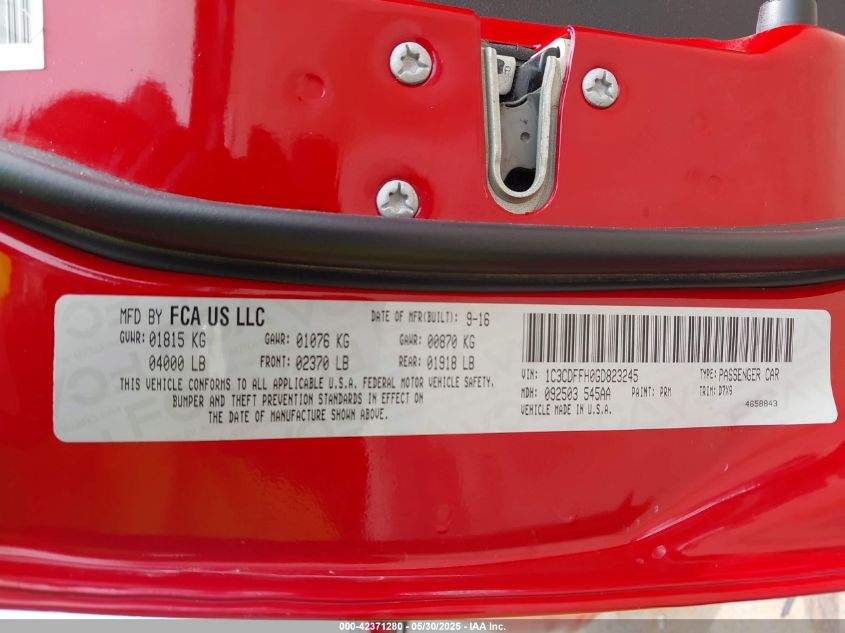 MFD BY FCA US LLC DATE OF MFR(BUILT): 9-16
GVWR: 01815 KG GAWR: 01076 KG GAWR: 00870 KG
04000 LB FRONT: 02370 LB REAR: 01918 LB
THIS VEHICLE CONFORMS TO ALL APPLICABLE U.S.A. FEDERAL MOTOR VEHICLE SAFETY,
BUMPER AND THEFT PREVENTION STANDARDS IN EFFECT ON
THE DATE OF MANUFACTURE SHOWN ABOVE.
VIN: 1C3CDFFH0GD823245 TYPE: PASSENGER CAR
MDH: 092503 545AA PAINT: PRM TRIM: D7X9
VEHICLE MADE IN U.S.A. 4658843
000-42371280 - 05/30/2025 - IAA Inc.